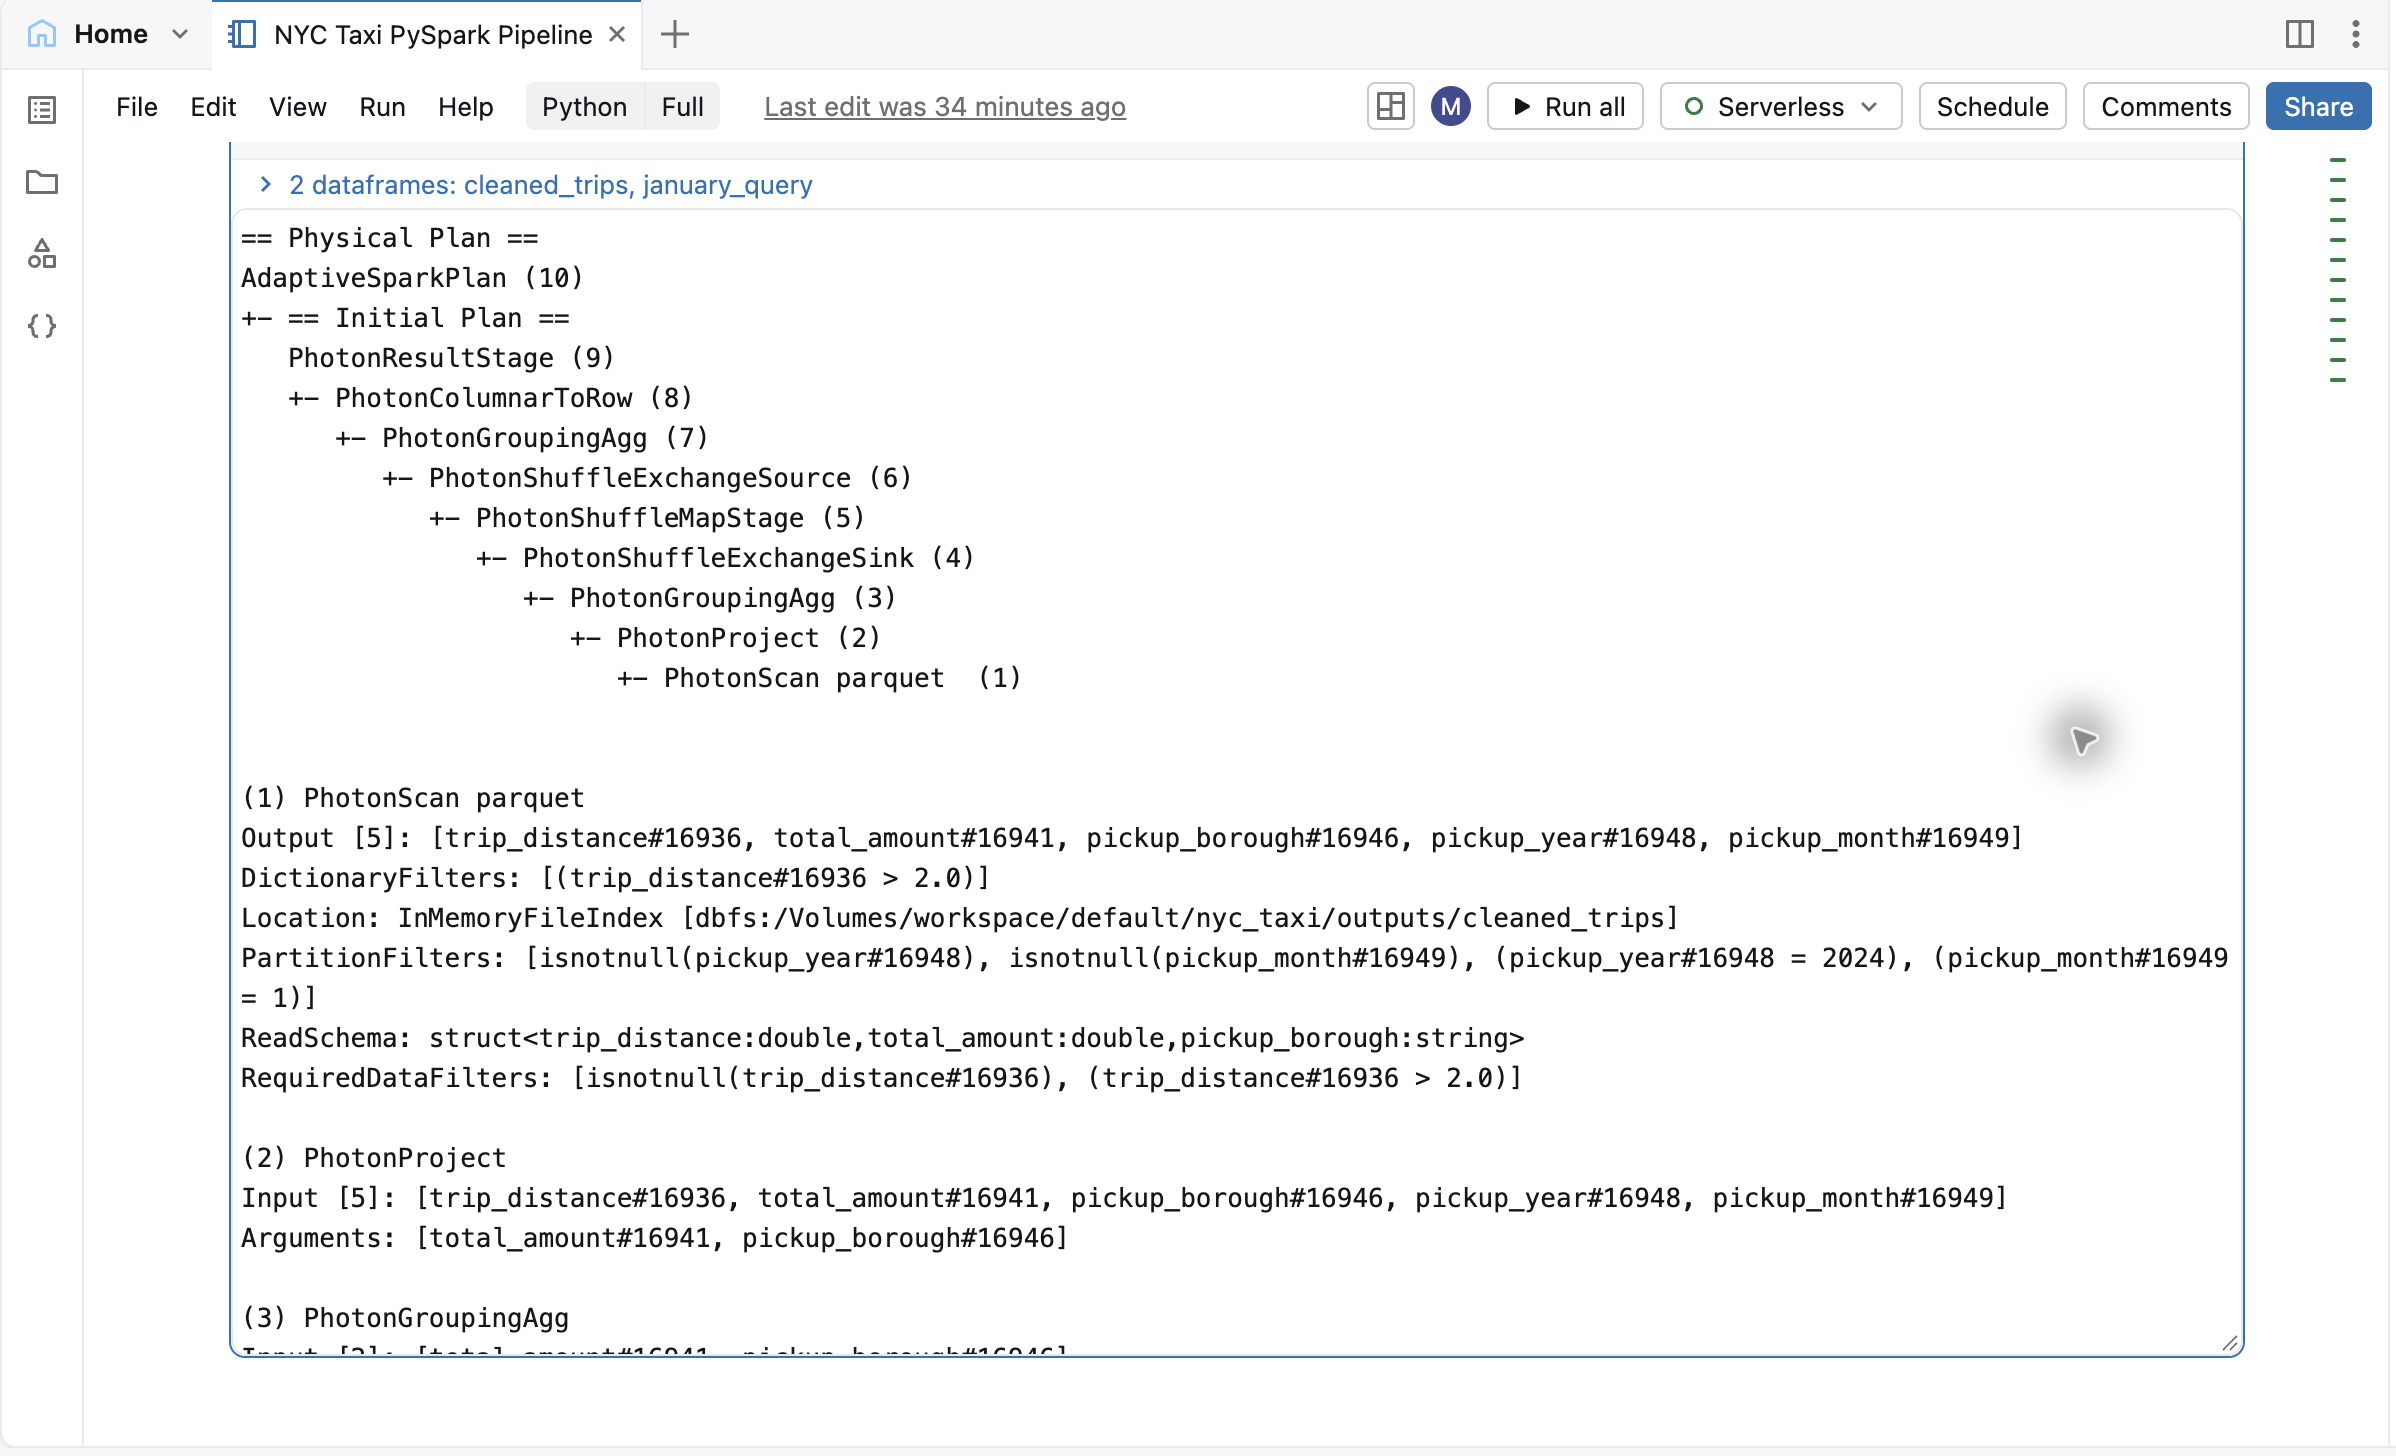 Home
NYC Taxi PySpark Pipeline
File Edit View Run Help Python Full Last edit was 34 minutes ago M Run all Serverless Schedule Comments Share
2 dataframes: cleaned_trips, january_query
== Physical Plan ==
AdaptiveSparkPlan (10)
+- == Initial Plan ==
   PhotonResultStage (9)
   +- PhotonColumnarToRow (8)
      +- PhotonGroupingAgg (7)
         +- PhotonShuffleExchangeSource (6)
            +- PhotonShuffleMapStage (5)
               +- PhotonShuffleExchangeSink (4)
                  +- PhotonGroupingAgg (3)
                     +- PhotonProject (2)
                        +- PhotonScan parquet  (1)
(1) PhotonScan parquet
Output [5]: [trip_distance#16936, total_amount#16941, pickup_borough#16946, pickup_year#16948, pickup_month#16949]
DictionaryFilters: [(trip_distance#16936 > 2.0)]
Location: InMemoryFileIndex [dbfs:/Volumes/workspace/default/nyc_taxi/outputs/cleaned_trips]
PartitionFilters: [isnotnull(pickup_year#16948), isnotnull(pickup_month#16949), (pickup_year#16948 = 2024), (pickup_month#16949
= 1)]
ReadSchema: struct<trip_distance:double,total_amount:double,pickup_borough:string>
RequiredDataFilters: [isnotnull(trip_distance#16936), (trip_distance#16936 > 2.0)]
(2) PhotonProject
Input [5]: [trip_distance#16936, total_amount#16941, pickup_borough#16946, pickup_year#16948, pickup_month#16949]
Arguments: [total_amount#16941, pickup_borough#16946]
(3) PhotonGroupingAgg
Input [2]: [total_amount#16941, pickup_borough#16946]